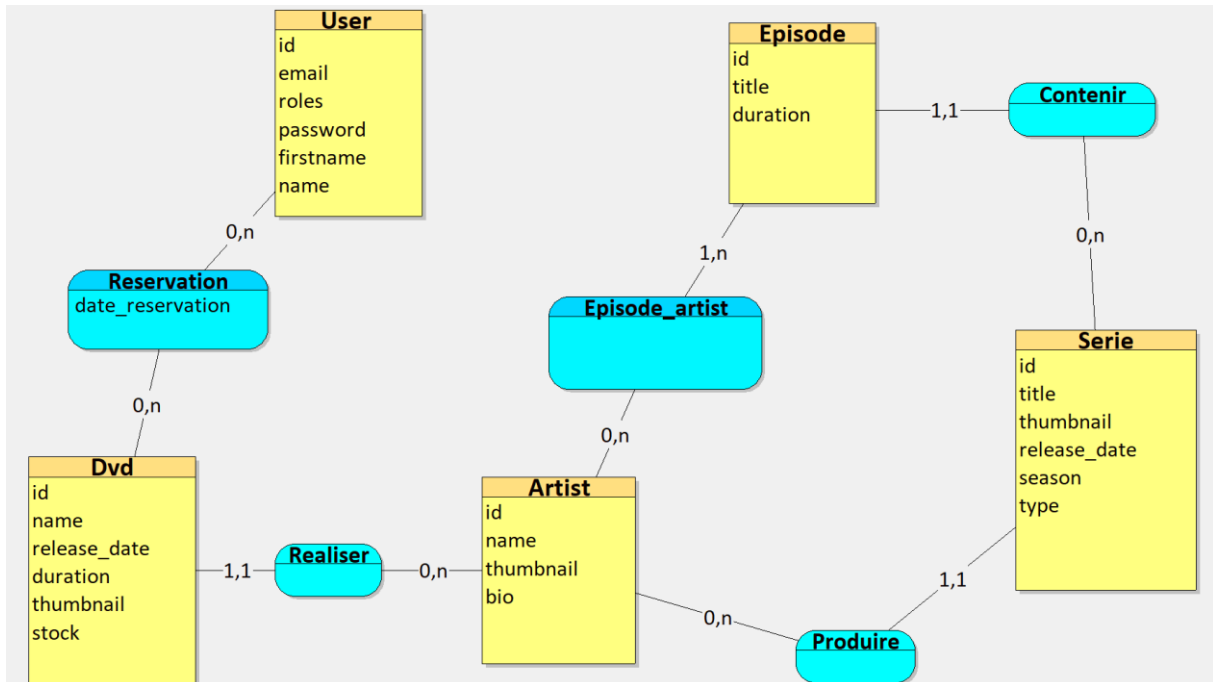 User
id
email
roles
password
firstname
name
0,n
Reservation
date_reservation
0,n
Dvd
id
name
release_date
duration
thumbnail
stock
1,1
Realiser
0,n
Artist
id
name
thumbnail
bio
0,n
Episode_artist
1,n
Episode
id
title
duration
1,1
Contenir
0,n
Serie
id
title
thumbnail
release_date
season
type
1,1
Produire
0,n